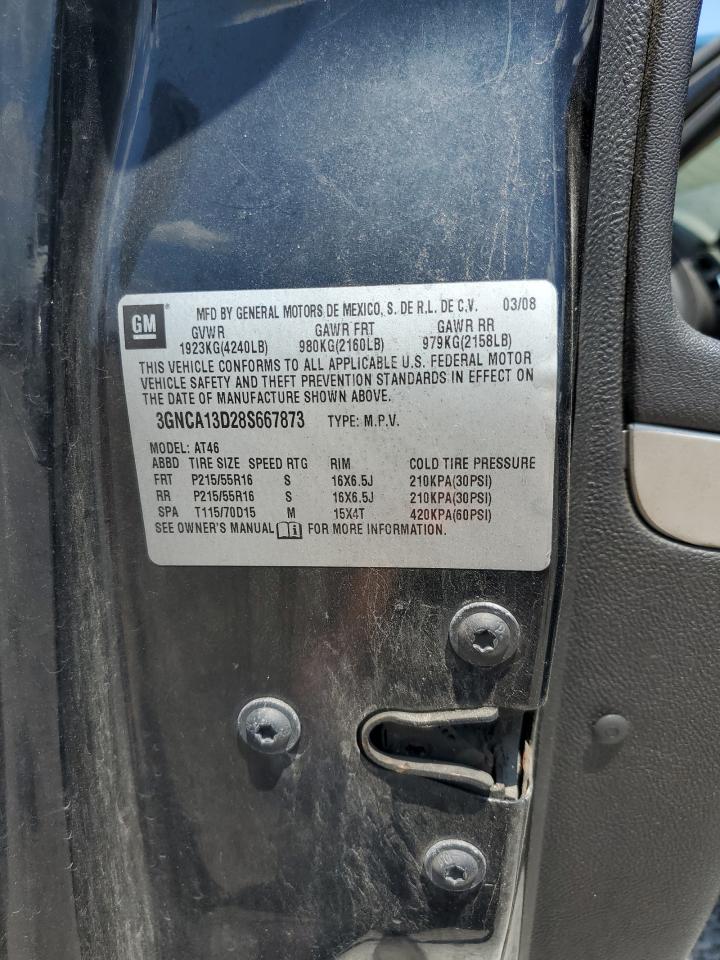 GM MFD BY GENERAL MOTORS DE MEXICO, S. DE R.L. DE C.V. 03/08
GVWR GAWR FRT GAWR RR
1923KG(4240LB) 980KG(2160LB) 979KG(2158LB)
THIS VEHICLE CONFORMS TO ALL APPLICABLE U.S. FEDERAL MOTOR
VEHICLE SAFETY AND THEFT PREVENTION STANDARDS IN EFFECT ON
THE DATE OF MANUFACTURE SHOWN ABOVE.
3GNCA13D28S667873 TYPE: M.P.V.
MODEL: AT46
ABBD TIRE SIZE SPEED RTG RIM COLD TIRE PRESSURE
FRT P215/55R16 S 16X6.5J 210KPA(30PSI)
RR P215/55R16 S 16X6.5J 210KPA(30PSI)
SPA T115/70D15 M 15X4T 420KPA(60PSI)
SEE OWNER'S MANUAL FOR MORE INFORMATION.